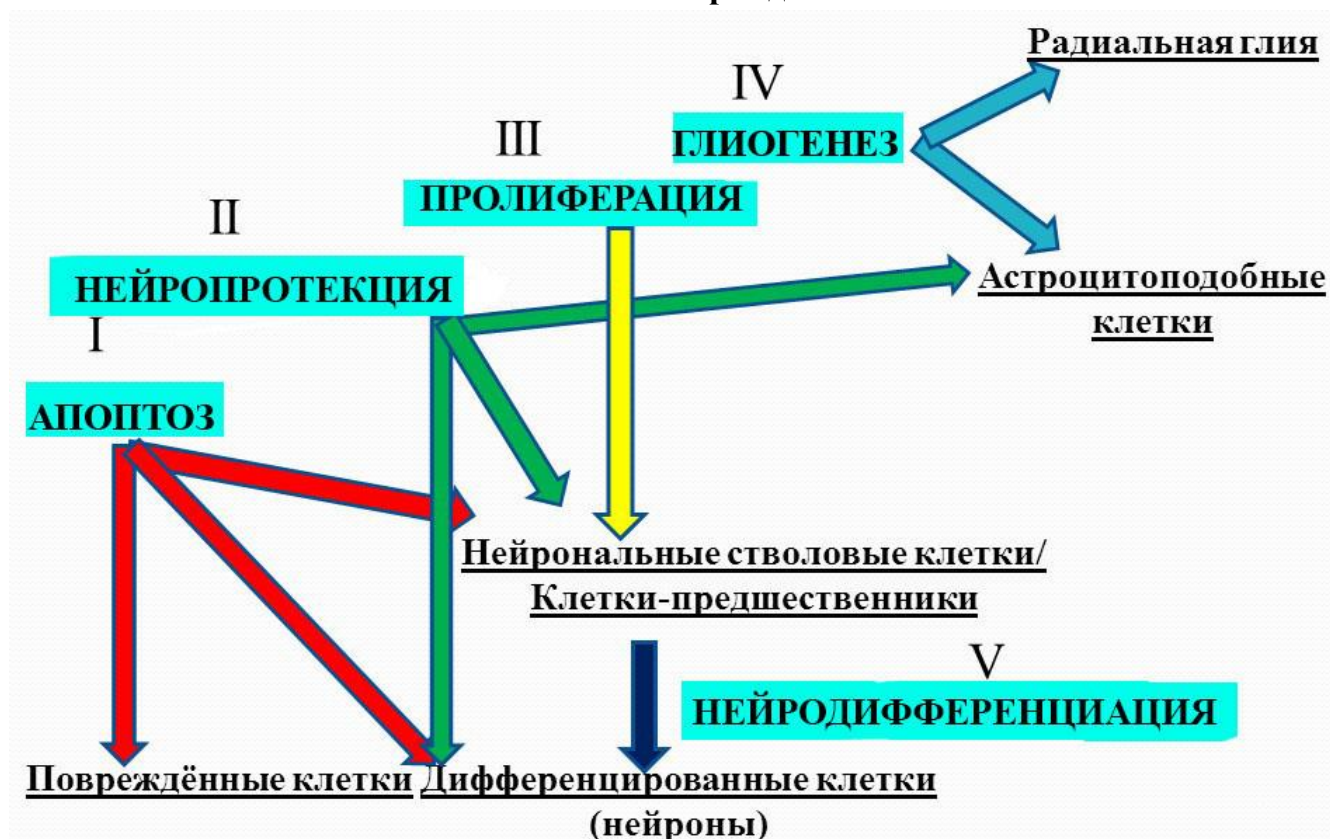 Радиальная глия
IV
ГЛИОГЕНЕЗ
III
ПРОЛИФЕРАЦИЯ
II
НЕЙРОПРОТЕКЦИЯ
Астроцитоподобные
клетки
I
АПОПТОЗ
Нейрональные стволовые клетки/
Клетки-предшественники
V
НЕЙРОДИФФЕРЕНЦИАЦИЯ
Повреждённые клетки
Дифференцированные клетки
(нейроны)